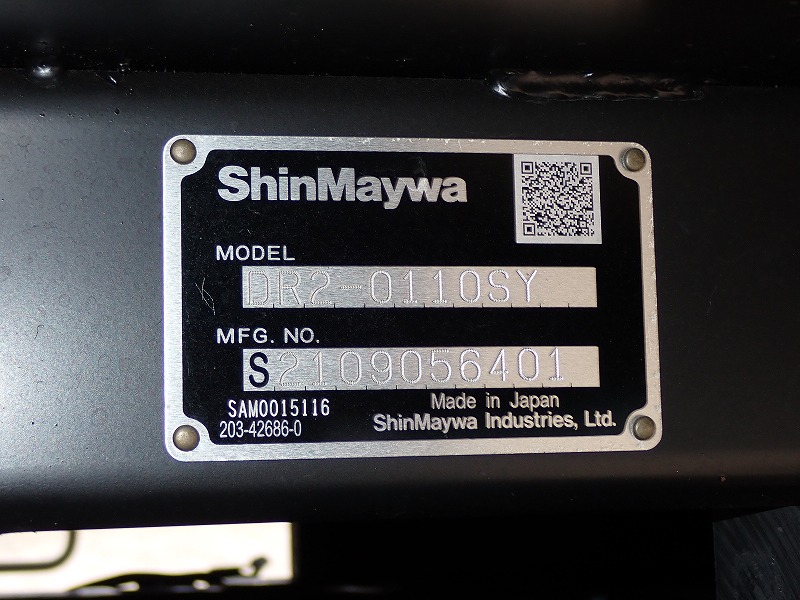 ShinMaywa
MODEL
DR2-0110SY
MFG. NO.
S2109056401
SAM0015116
203-42686-0
Made in Japan
ShinMaywa Industries, Ltd.